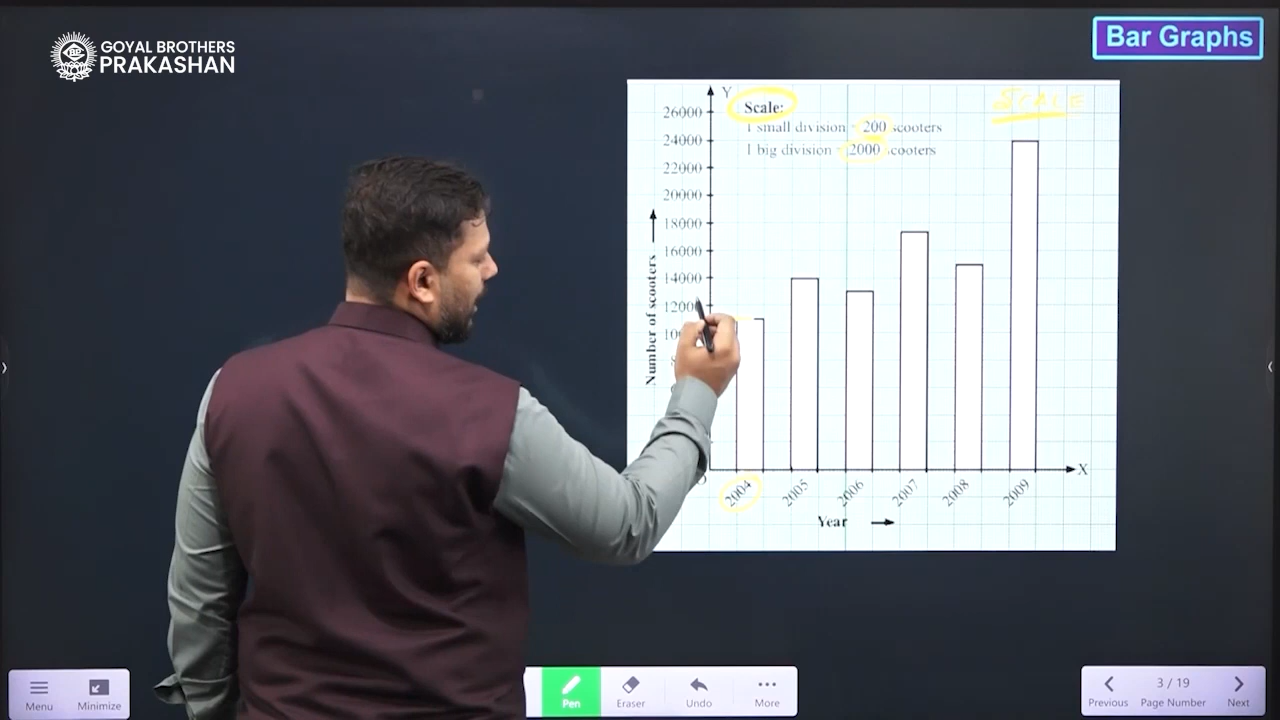 GOYAL BROTHERS
PRAKASHAN
Bar Graphs
Y
Scale:
SCALE
1 small division = 200 scooters
1 big division = 2000 scooters
26000
24000
22000
20000
18000
16000
14000
12000
Number of scooters
X
2004
2005
2006
2007
2008
2009
Year
Menu
Minimize
Pen
Eraser
Undo
More
Previous
3 / 19
Page Number
Next